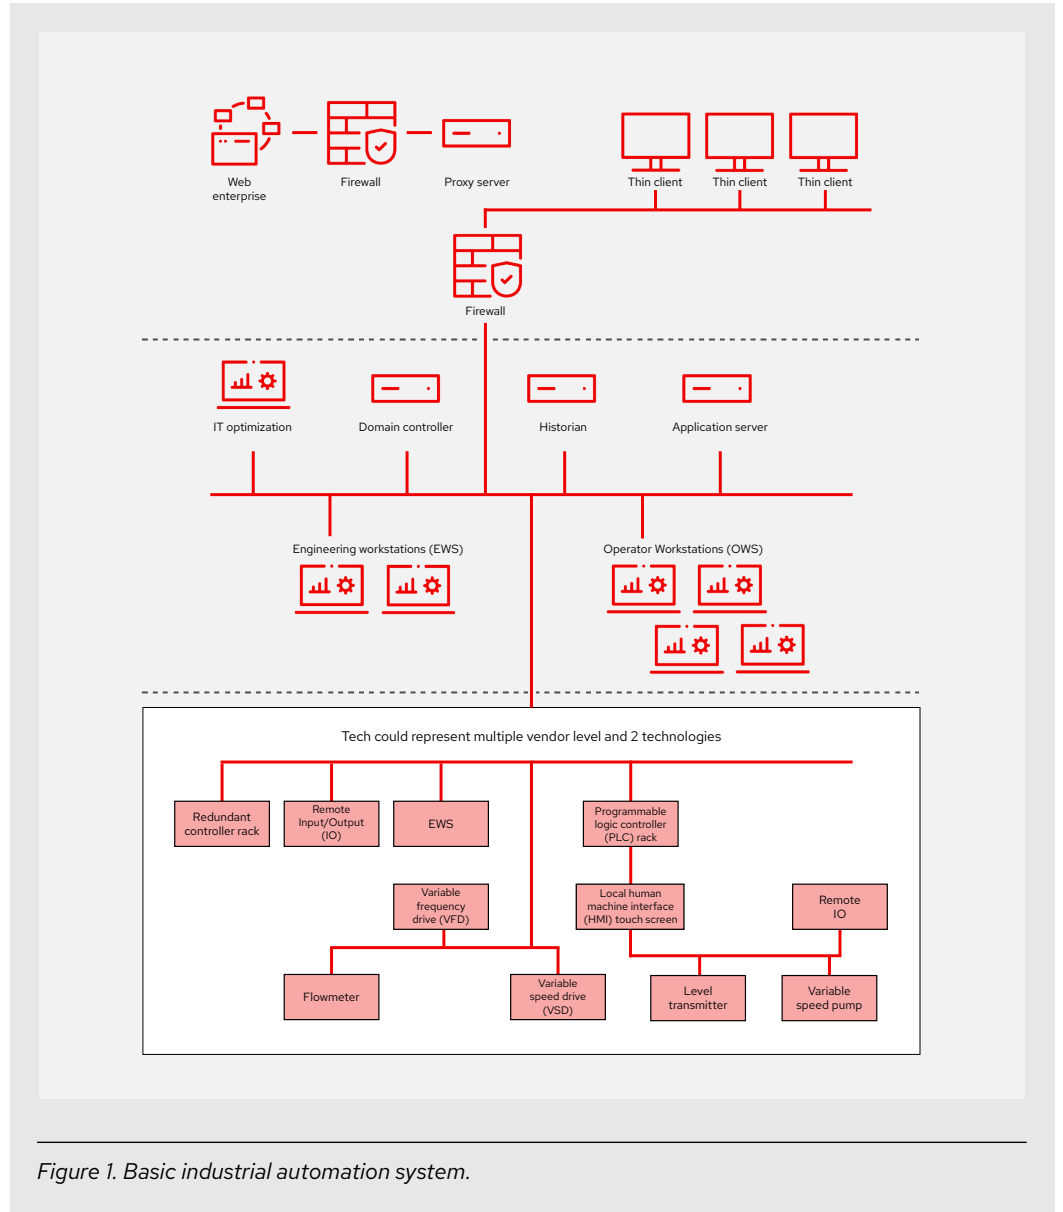 Web
enterprise
Firewall
Proxy server
Thin client
Thin client
Thin client
Firewall
IT optimization
Domain controller
Historian
Application server
Engineering workstations (EWS)
Operator Workstations (OWS)
Tech could represent multiple vendor level and 2 technologies
Redundant
controller rack
Remote
Input/Output
(IO)
EWS
Programmable
logic controller
(PLC) rack
Variable
frequency
drive (VFD)
Local human
machine interface
(HMI) touch screen
Remote
IO
Flowmeter
Variable
speed drive
(VSD)
Level
transmitter
Variable
speed pump
Figure 1. Basic industrial automation system.